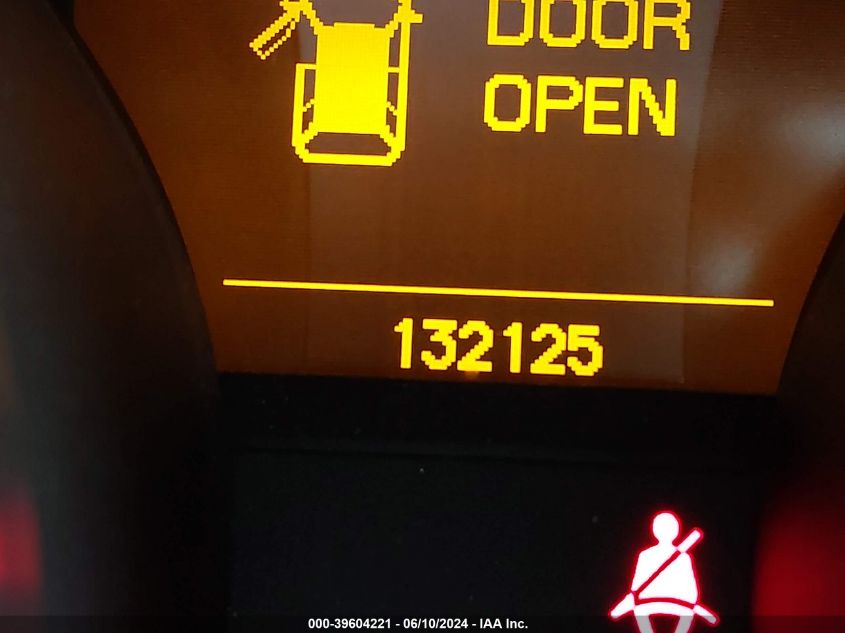 DOOR
OPEN
132125
000-39604221 - 06/10/2024 - IAA Inc.